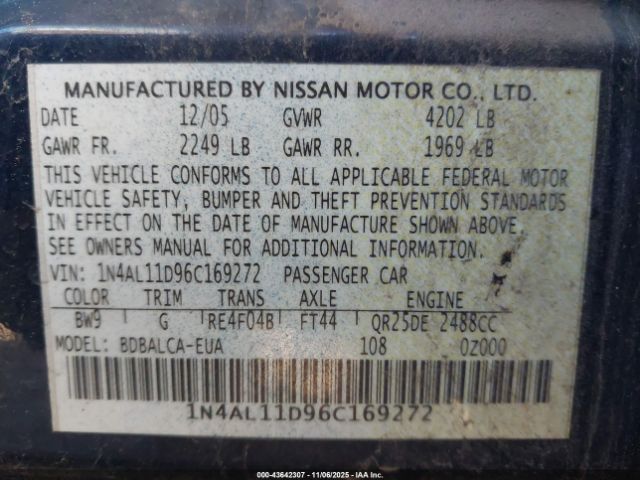 MANUFACTURED BY NISSAN MOTOR CO., LTD.
DATE 12/05 GVWR 4202 LB
GAWR FR. 2249 LB GAWR RR. 1969 LB
THIS VEHICLE CONFORMS TO ALL APPLICABLE FEDERAL MOTOR
VEHICLE SAFETY, BUMPER AND THEFT PREVENTION STANDARDS
IN EFFECT ON THE DATE OF MANUFACTURE SHOWN ABOVE.
SEE OWNERS MANUAL FOR ADDITIONAL INFORMATION.
VIN: 1N4AL11D96C169272 PASSENGER CAR
COLOR TRIM TRANS AXLE ENGINE
BW9 G RE4F04B FT44 QR25DE 2488CC
MODEL: BDBALCA-EUA 108 0Z000
1N4AL11D96C169272
000-43642307 - 11/06/2025 - IAA Inc.